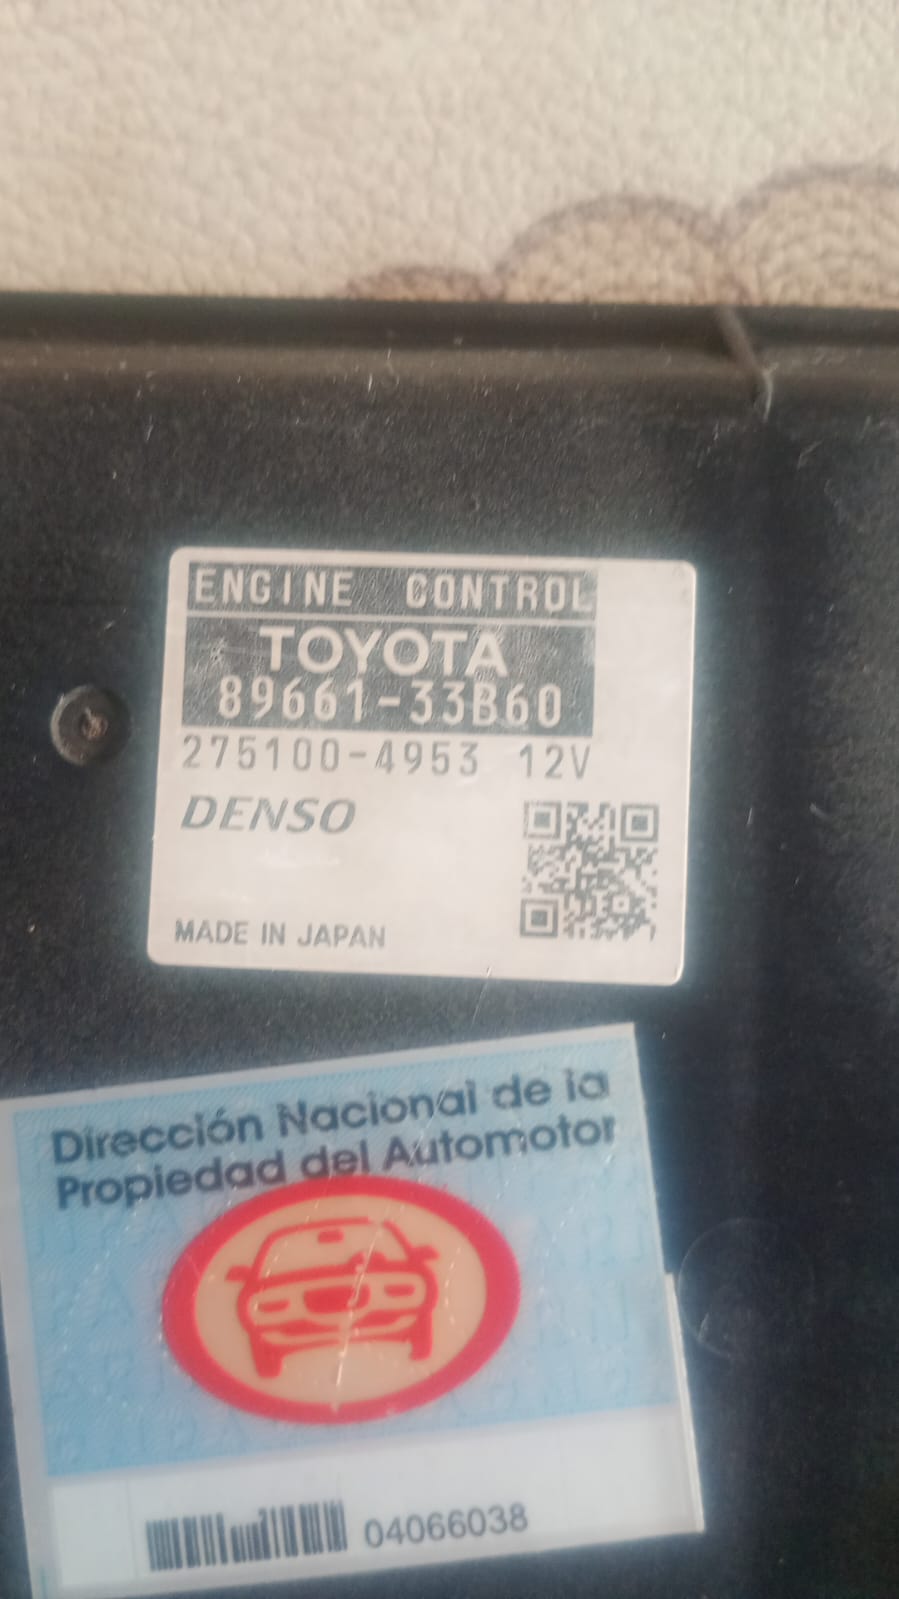 ENGINE CONTROL
TOYOTA
89661-33B60
275100-4953 12V
DENSO
MADE IN JAPAN
Dirección Nacional de la
Propiedad del Automotor
04066038